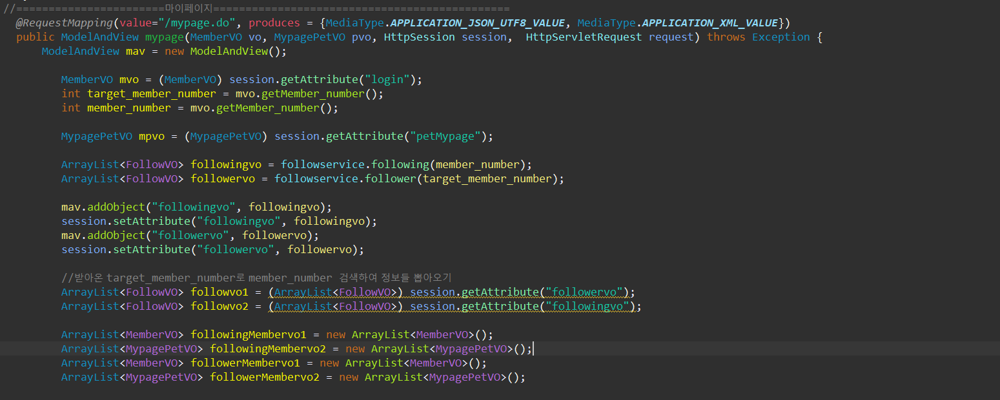 //=======================마이페이지==============================================
@RequestMapping(value="/mypage.do", produces = {MediaType.APPLICATION_JSON_UTF8_VALUE, MediaType.APPLICATION_XML_VALUE})
public ModelAndView mypage(MemberVO vo, MypagePetVO pvo, HttpSession session,  HttpServletRequest request) throws Exception {
ModelAndView mav = new ModelAndView();
MemberVO mvo = (MemberVO) session.getAttribute("login");
int target_member_number = mvo.getMember_number();
int member_number = mvo.getMember_number();
MypagePetVO mpvo = (MypagePetVO) session.getAttribute("petMypage");
ArrayList<FollowVO> followingvo = followservice.following(member_number);
ArrayList<FollowVO> followervo = followservice.follower(target_member_number);
mav.addObject("followingvo", followingvo);
session.setAttribute("followingvo", followingvo);
mav.addObject("followervo", followervo);
session.setAttribute("followervo", followervo);
//받아온 target_member_number로 member_number 검색하여 정보들 뽑아오기
ArrayList<FollowVO> followvo1 = (ArrayList<FollowVO>) session.getAttribute("followervo");
ArrayList<FollowVO> followvo2 = (ArrayList<FollowVO>) session.getAttribute("followingvo");
ArrayList<MemberVO> followingMembervo1 = new ArrayList<MemberVO>();
ArrayList<MypagePetVO> followingMembervo2 = new ArrayList<MypagePetVO>();
ArrayList<MemberVO> followerMembervo1 = new ArrayList<MemberVO>();
ArrayList<MypagePetVO> followerMembervo2 = new ArrayList<MypagePetVO>();